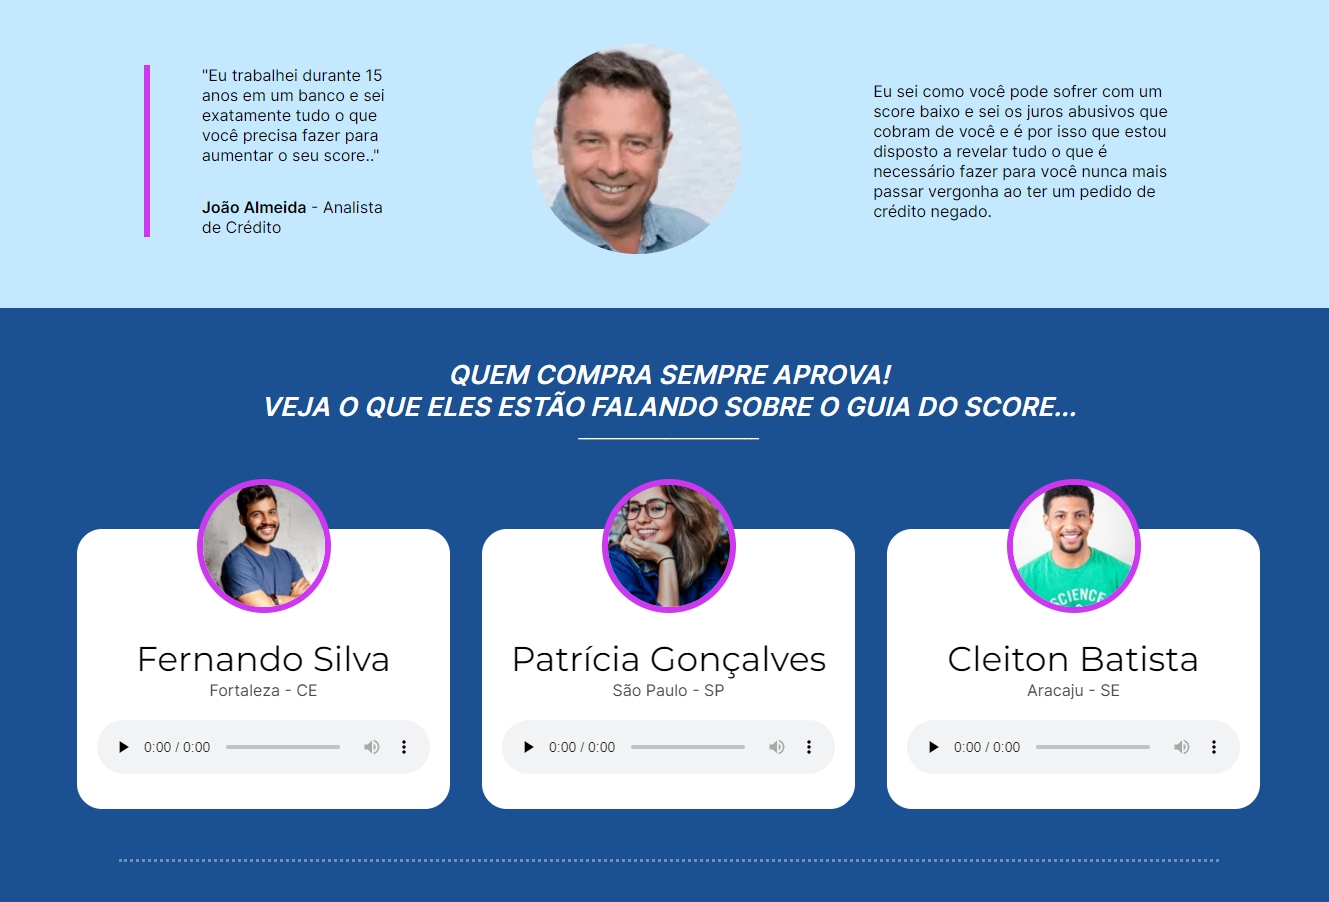 "Eu trabalhei durante 15
anos em um banco e sei
exatamente tudo o que
você precisa fazer para
aumentar o seu score.."
João Almeida - Analista
de Crédito
Eu sei como você pode sofrer com um
score baixo e sei os juros abusivos que
cobram de você e é por isso que estou
disposto a revelar tudo o que é
necessário fazer para você nunca mais
passar vergonha ao ter um pedido de
crédito negado.
QUEM COMPRA SEMPRE APROVA!
VEJA O QUE ELES ESTÃO FALANDO SOBRE O GUIA DO SCORE...
Fernando Silva
Fortaleza - CE
0:00 / 0:00
Patrícia Gonçalves
São Paulo - SP
0:00 / 0:00
SCIENCE
Cleiton Batista
Aracaju - SE
0:00 / 0:00